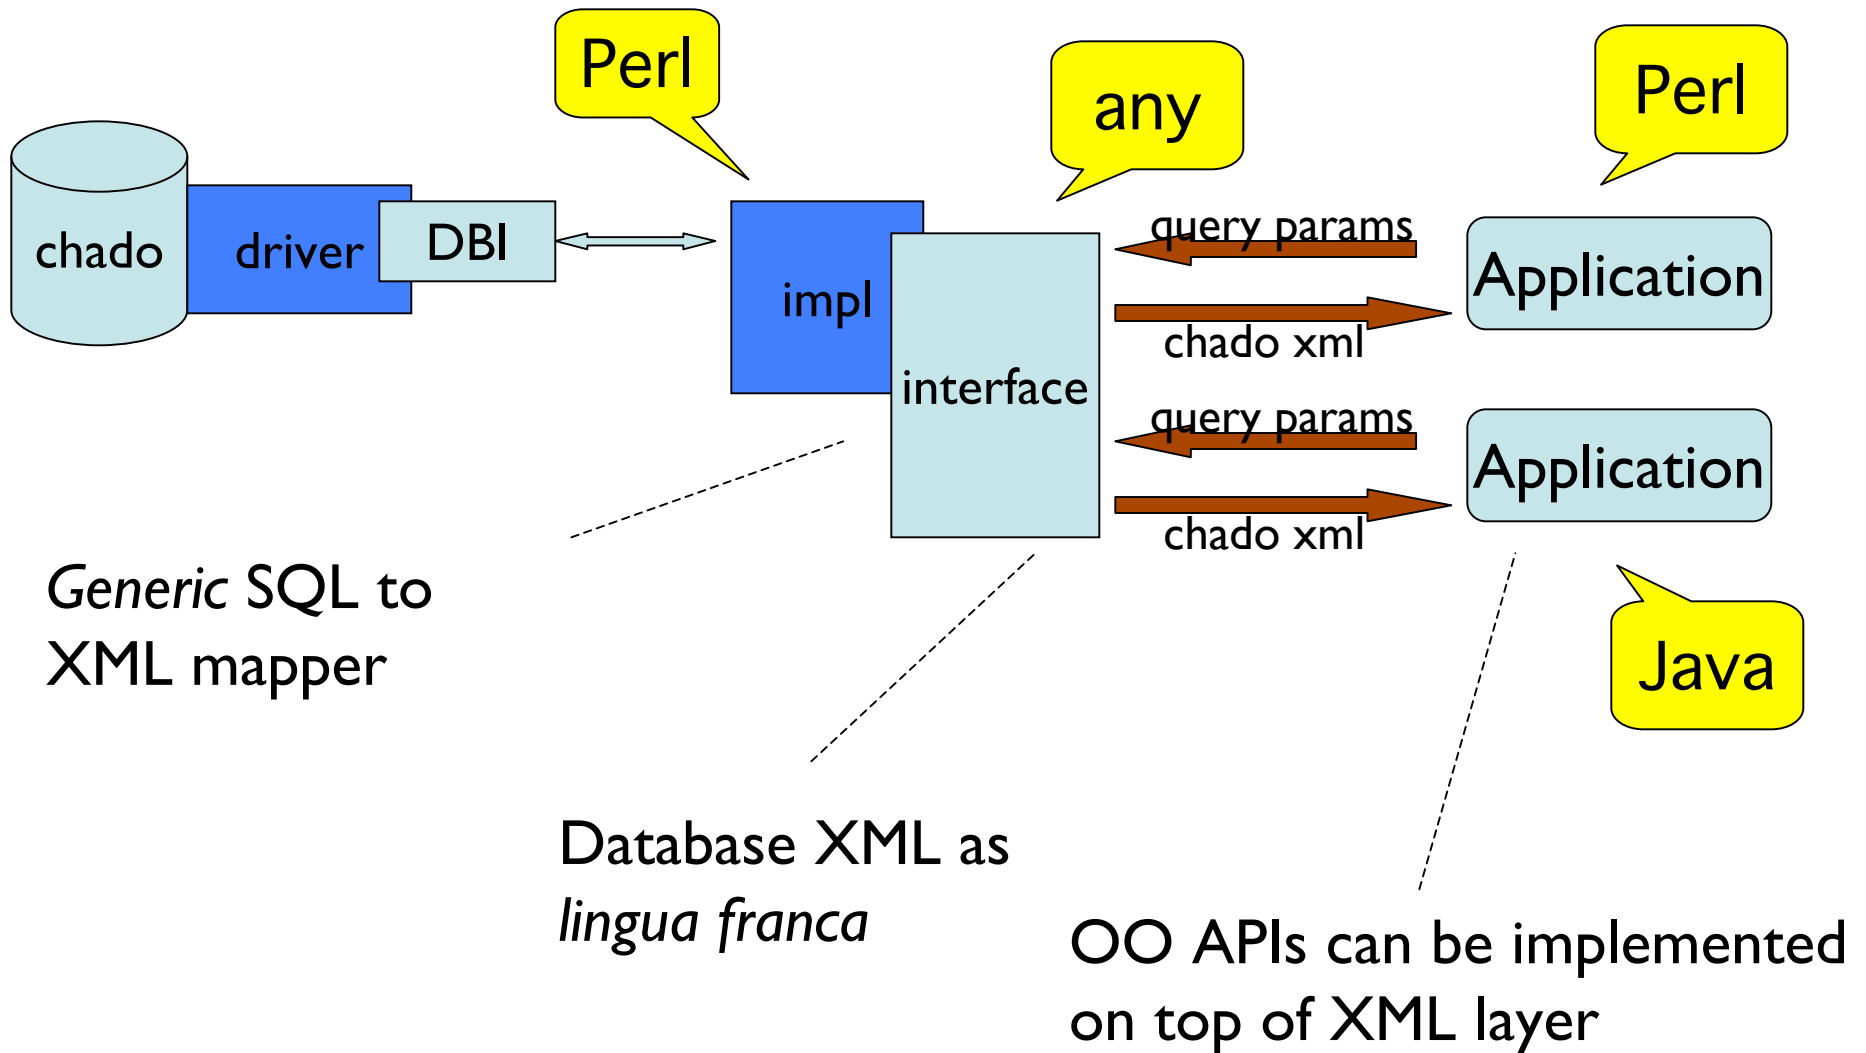 Perl
any
Perl
chado
driver
DBI
impl
interface
query params
chado xml
query params
chado xml
Application
Application
Java
Generic SQL to
XML mapper
Database XML as
lingua franca
OO APIs can be implemented
on top of XML layer